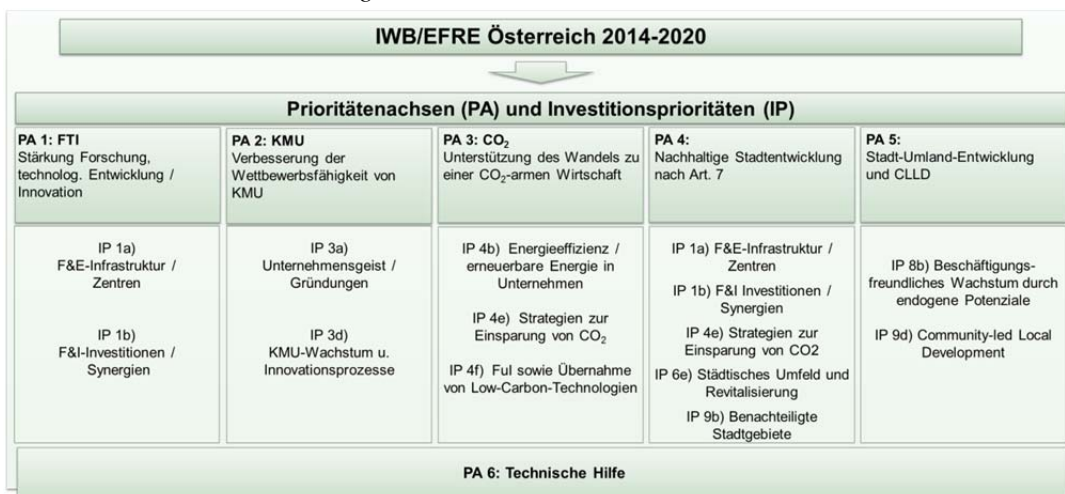 IWB/EFRE Österreich 2014-2020
Prioritätenachsen (PA) und Investitionsprioritäten (IP)
PA 1: FTI
Stärkung Forschung,
technolog. Entwicklung /
Innovation
PA 2: KMU
Verbesserung der
Wettbewerbsfähigkeit von
KMU
PA 3: CO₂
Unterstützung des Wandels zu
einer CO₂-armen Wirtschaft
PA 4:
Nachhaltige Stadtentwicklung
nach Art. 7
PA 5:
Stadt-Umland-Entwicklung
und CLLD
IP 1a)
F&E-Infrastruktur /
Zentren
IP 1b)
F&I-Investitionen /
Synergien
IP 3a)
Unternehmensgeist /
Gründungen
IP 3d)
KMU-Wachstum u.
Innovationsprozesse
IP 4b) Energieeffizienz /
erneuerbare Energie in
Unternehmen
IP 4e) Strategien zur
Einsparung von CO₂
IP 4f) FuI sowie Übernahme
von Low-Carbon-Technologien
IP 1a) F&E-Infrastruktur /
Zentren
IP 1b) F&I Investitionen /
Synergien
IP 4e) Strategien zur
Einsparung von CO2
IP 6e) Städtisches Umfeld und
Revitalisierung
IP 9b) Benachteiligte
Stadtgebiete
IP 8b) Beschäftigungs-
freundliches Wachstum durch
endogene Potenziale
IP 9d) Community-led Local
Development
PA 6: Technische Hilfe